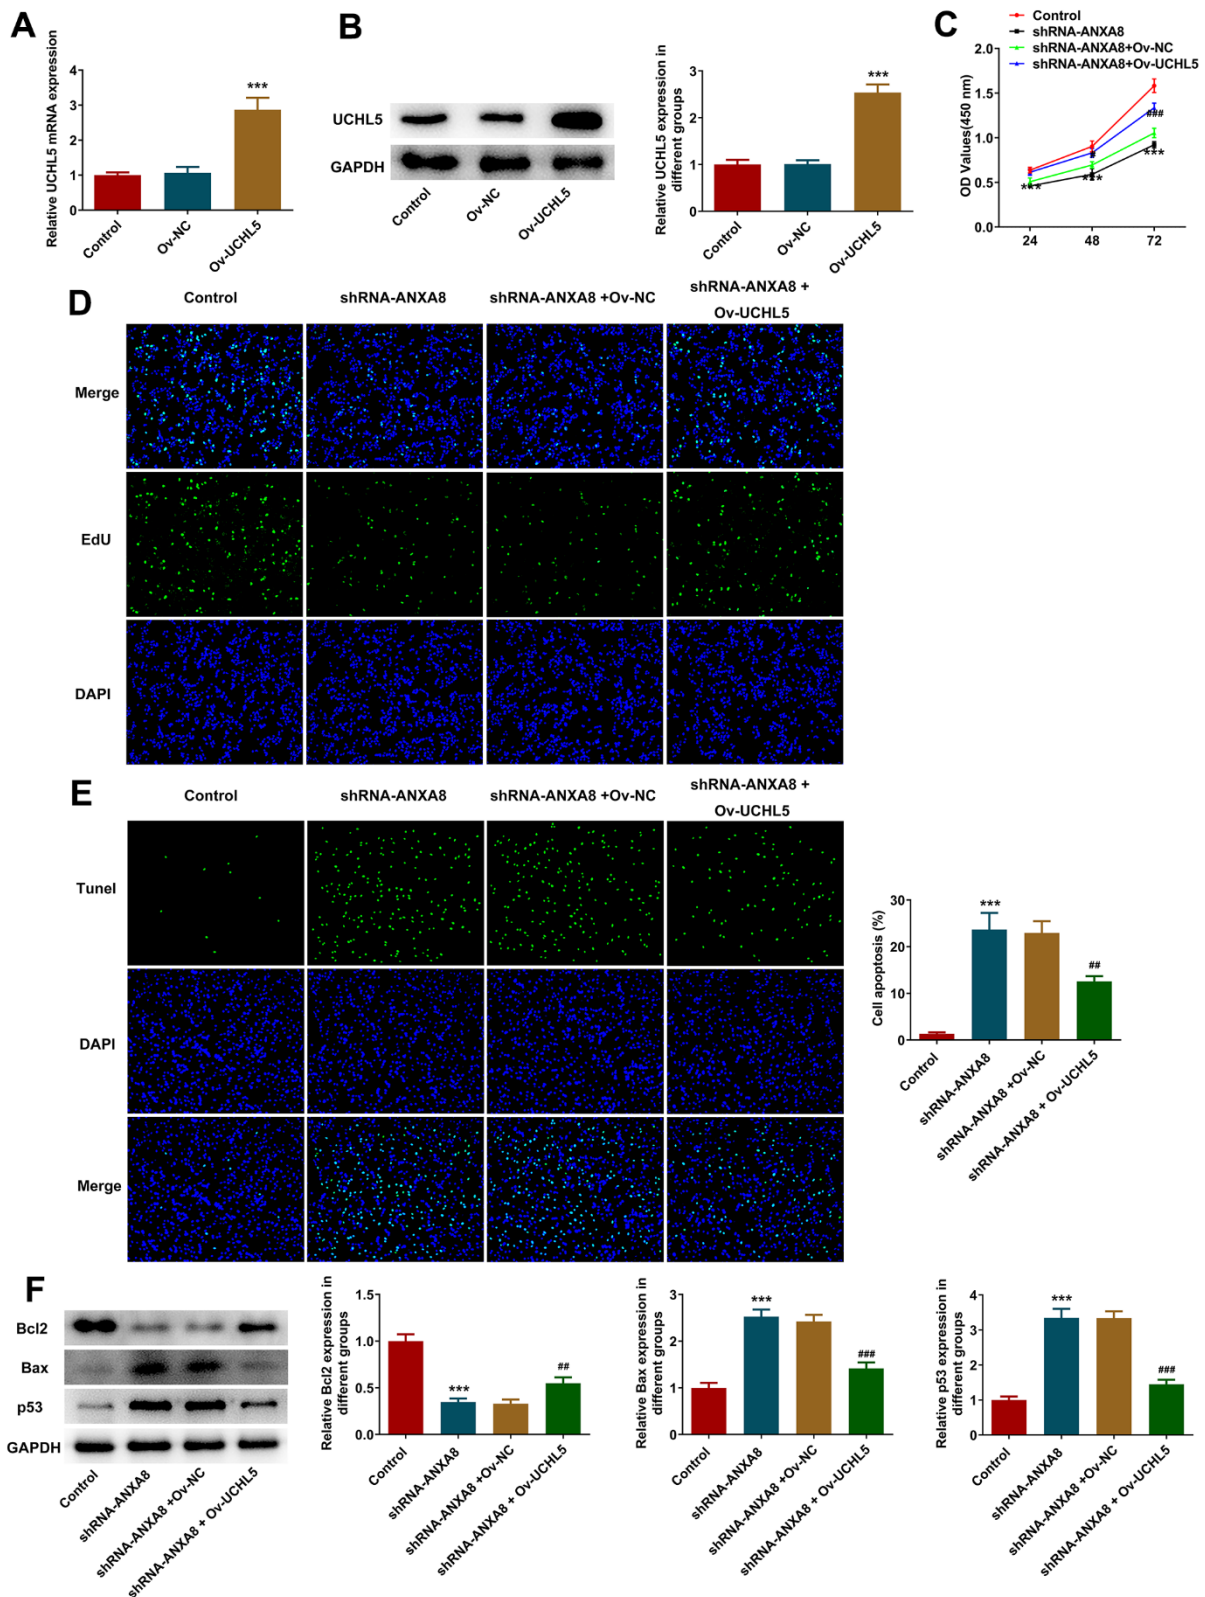 A
Relative UCHL5 mRNA expression
4
3
2
1
0
***
Control
Ov-NC
Ov-UCHL5
B
UCHL5
GAPDH
Control
Ov-NC
Ov-UCHL5
Relative UCHL5 expression in
different groups
3
2
1
0
***
Control
Ov-NC
Ov-UCHL5
C
Control
shRNA-ANXA8
shRNA-ANXA8+Ov-NC
shRNA-ANXA8+Ov-UCHL5
OD Values(450 nm)
2.0
1.5
1.0
0.5
0.0
***
#
***
###
***
24
48
72
D
Control
shRNA-ANXA8
shRNA-ANXA8 +Ov-NC
shRNA-ANXA8 +
Ov-UCHL5
Merge
EdU
DAPI
E
Control
shRNA-ANXA8
shRNA-ANXA8 +Ov-NC
shRNA-ANXA8 +
Ov-UCHL5
Tunel
DAPI
Merge
Cell apoptosis (%)
30
20
10
0
***
##
Control
shRNA-ANXA8
shRNA-ANXA8 +Ov-NC
shRNA-ANXA8 + Ov-UCHL5
F
Bcl2
Bax
p53
GAPDH
Control
shRNA-ANXA8
shRNA-ANXA8 +Ov-NC
shRNA-ANXA8 + Ov-UCHL5
Relative Bcl2 expression in
different groups
1.5
1.0
0.5
0.0
***
##
Control
shRNA-ANXA8
shRNA-ANXA8 +Ov-NC
shRNA-ANXA8 + Ov-UCHL5
Relative Bax expression in
different groups
3
2
1
0
***
###
Control
shRNA-ANXA8
shRNA-ANXA8 +Ov-NC
shRNA-ANXA8 + Ov-UCHL5
Relative p53 expression in
different groups
4
3
2
1
0
***
###
Control
shRNA-ANXA8
shRNA-ANXA8 +Ov-NC
shRNA-ANXA8 + Ov-UCHL5